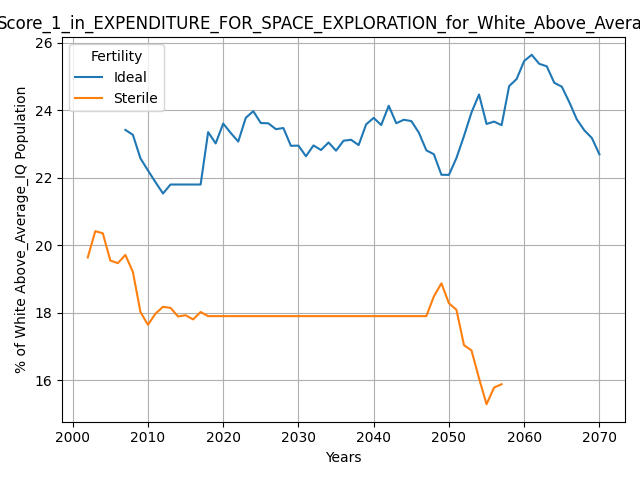 Score_1_in_EXPENDITURE_FOR_SPACE_EXPLORATION_for_White_Above_Avera
Fertility
Ideal
Sterile
% of White Above_Average_IQ Population
26
24
22
20
18
16
2000 2010 2020 2030 2040 2050 2060 2070
Years